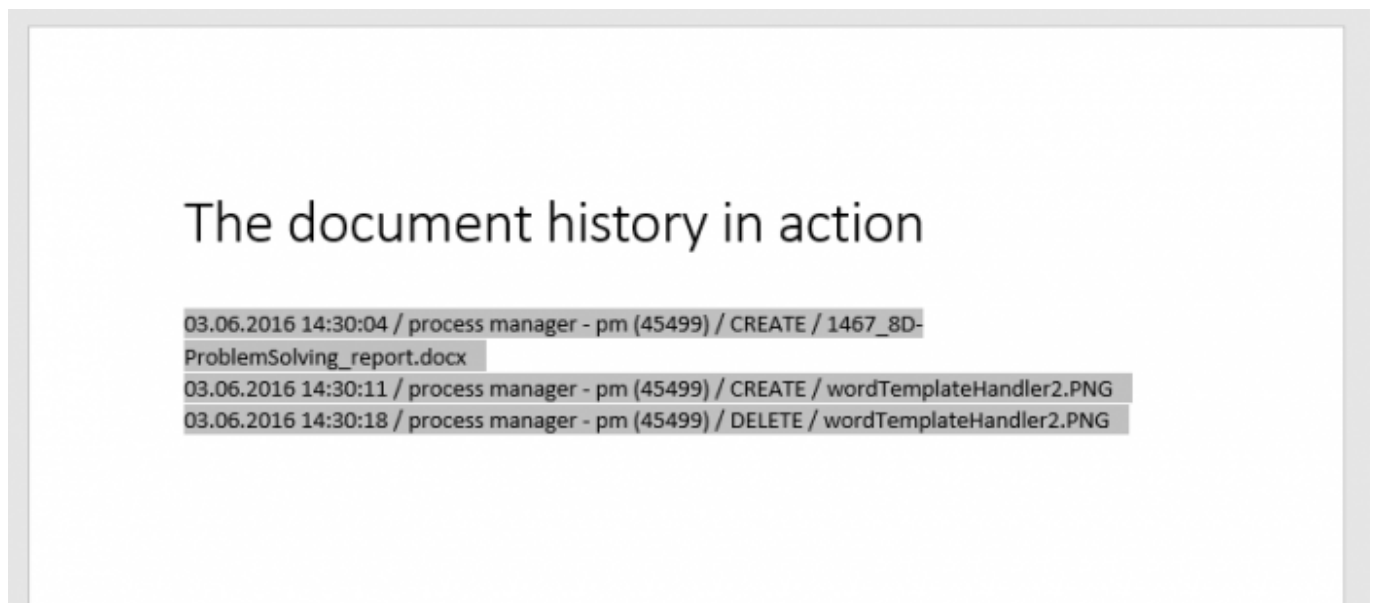 The document history in action
03.06.2016 14:30:04 / process manager - pm (45499) / CREATE / 1467_8D-
ProblemSolving_report.docx
03.06.2016 14:30:11 / process manager - pm (45499) / CREATE / wordTemplateHandler2.PNG
03.06.2016 14:30:18 / process manager - pm (45499) / DELETE / wordTemplateHandler2.PNG